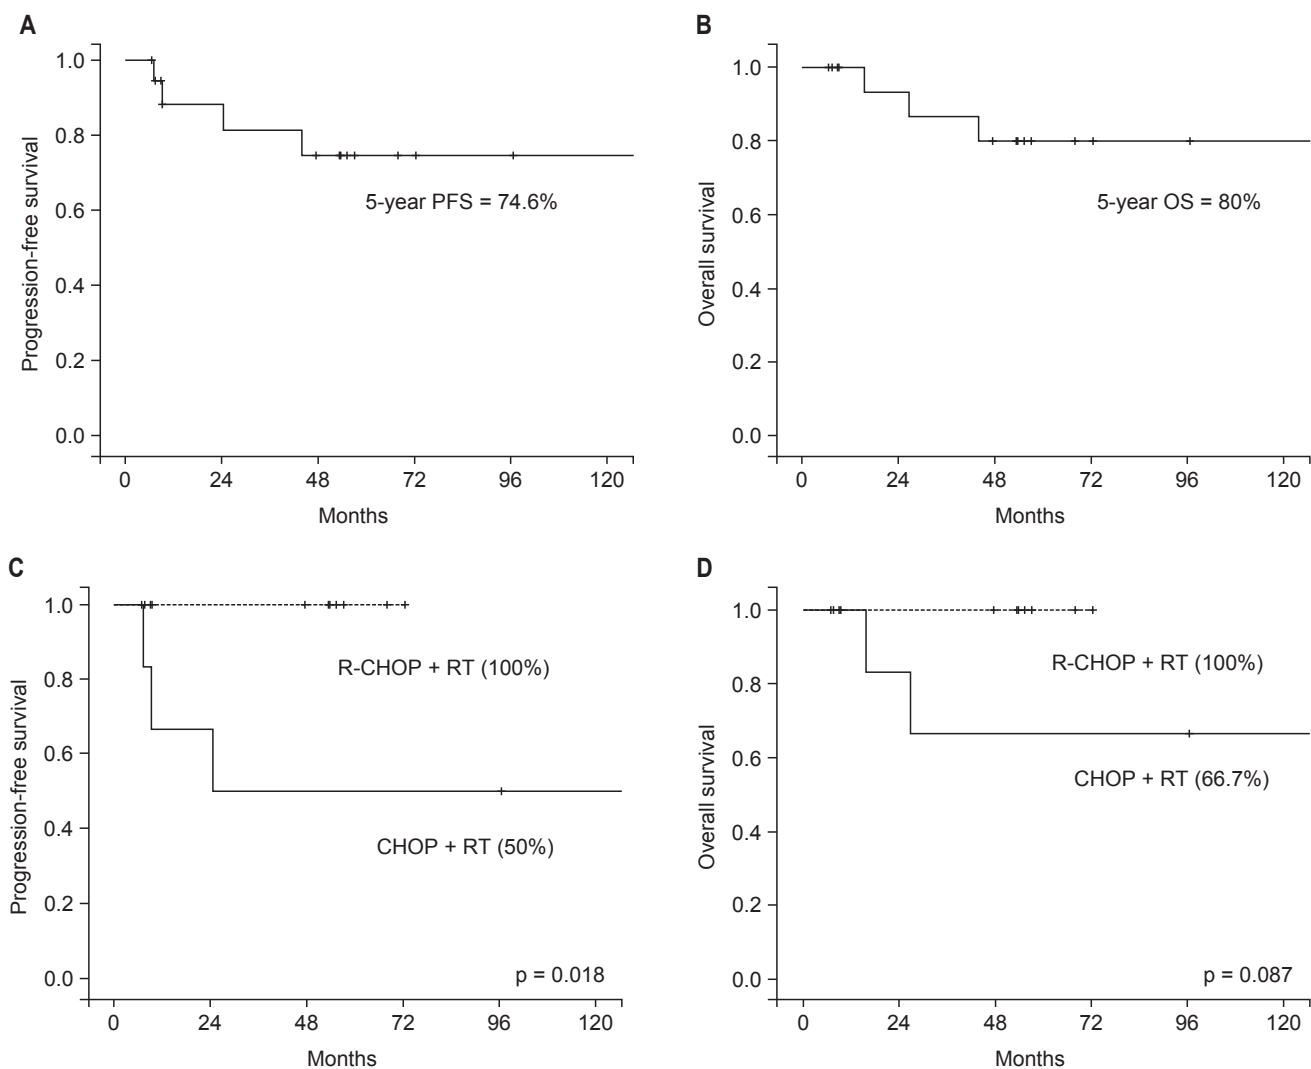 A
Progression-free survival
1.0
0.8
0.6
0.4
0.2
0.0
5-year PFS = 74.6%
0 24 48 72 96 120
Months
B
Overall survival
1.0
0.8
0.6
0.4
0.2
0.0
5-year OS = 80%
0 24 48 72 96 120
Months
C
Progression-free survival
1.0
0.8
0.6
0.4
0.2
0.0
R-CHOP + RT (100%)
CHOP + RT (50%)
p = 0.018
0 24 48 72 96 120
Months
D
Overall survival
1.0
0.8
0.6
0.4
0.2
0.0
R-CHOP + RT (100%)
CHOP + RT (66.7%)
p = 0.087
0 24 48 72 96 120
Months